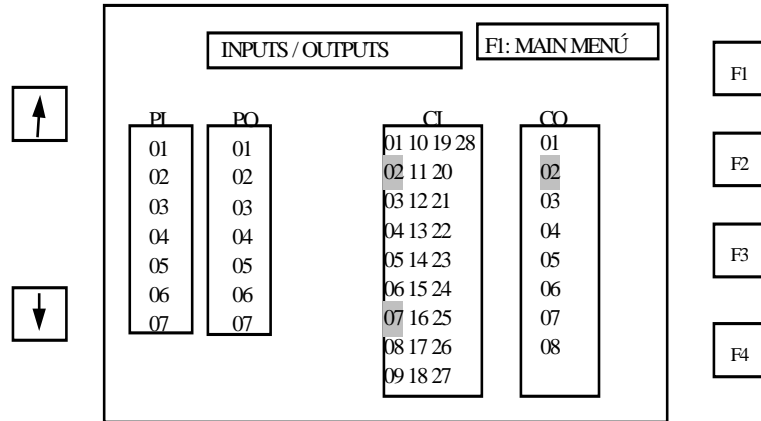 INPUTS / OUTPUTS
F1: MAIN MENÚ
PI
01
02
03
04
05
06
07
PO
01
02
03
04
05
06
07
CI
01 10 19 28
02 11 20
03 12 21
04 13 22
05 14 23
06 15 24
07 16 25
08 17 26
09 18 27
CO
01
02
03
04
05
06
07
08
F1
F2
F3
F4